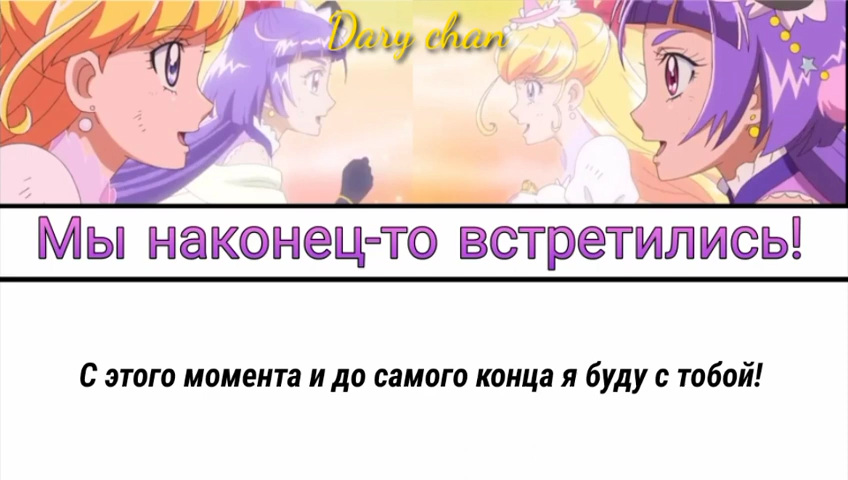 Dary chan
Мы наконец-то встретились!
С этого момента и до самого конца я буду с тобой!